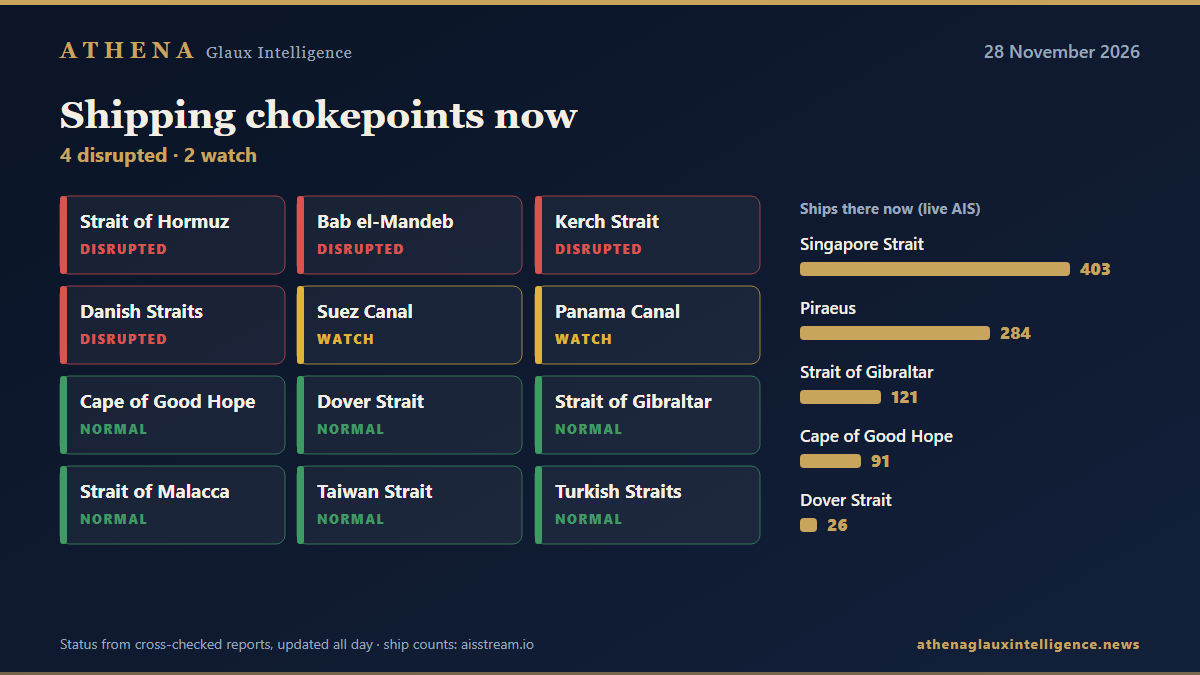 ATHENA Glaux Intelligence
28 November 2026
Shipping chokepoints now
4 disrupted · 2 watch
Strait of Hormuz
DISRUPTED
Bab el-Mandeb
DISRUPTED
Kerch Strait
DISRUPTED
Danish Straits
DISRUPTED
Suez Canal
WATCH
Panama Canal
WATCH
Cape of Good Hope
NORMAL
Dover Strait
NORMAL
Strait of Gibraltar
NORMAL
Strait of Malacca
NORMAL
Taiwan Strait
NORMAL
Turkish Straits
NORMAL
Ships there now (live AIS)
Singapore Strait
403
Piraeus
284
Strait of Gibraltar
121
Cape of Good Hope
91
Dover Strait
26
Status from cross-checked reports, updated all day · ship counts: aisstream.io
athenaglauxintelligence.news